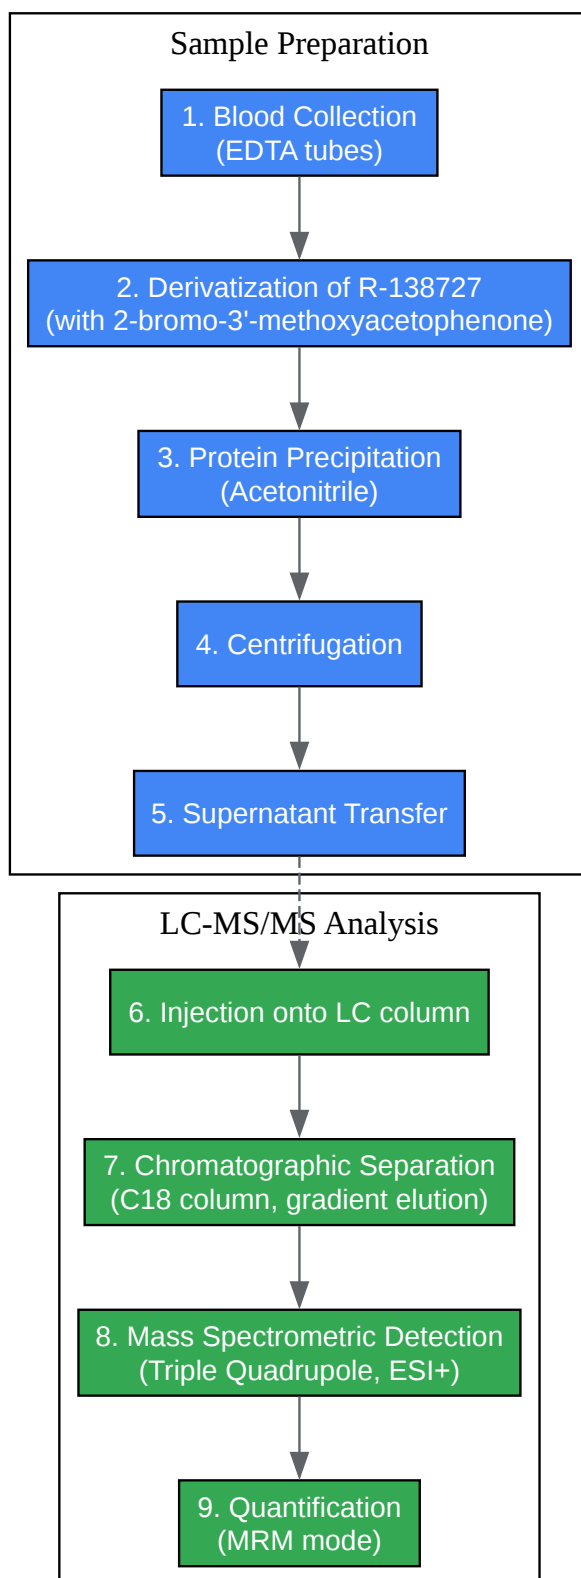 Sample Preparation
1. Blood Collection
(EDTA tubes)
2. Derivatization of R-138727
(with 2-bromo-3'-methoxyacetophenone)
3. Protein Precipitation
(Acetonitrile)
4. Centrifugation
5. Supernatant Transfer
LC-MS/MS Analysis
6. Injection onto LC column
7. Chromatographic Separation
(C18 column, gradient elution)
8. Mass Spectrometric Detection
(Triple Quadrupole, ESI+)
9. Quantification
(MRM mode)